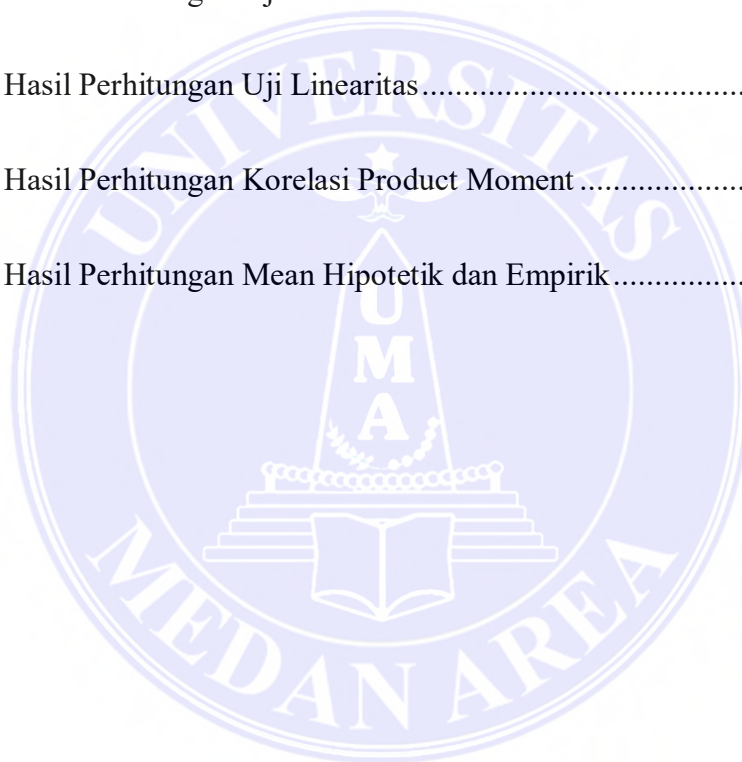 Hasil Perhitungan Uji Linearitas....................................
Hasil Perhitungan Korelasi Product Moment ....................
Hasil Perhitungan Mean Hipotetik dan Empirik................
UNIVERSITAS
U
M
A
MEDAN AREA